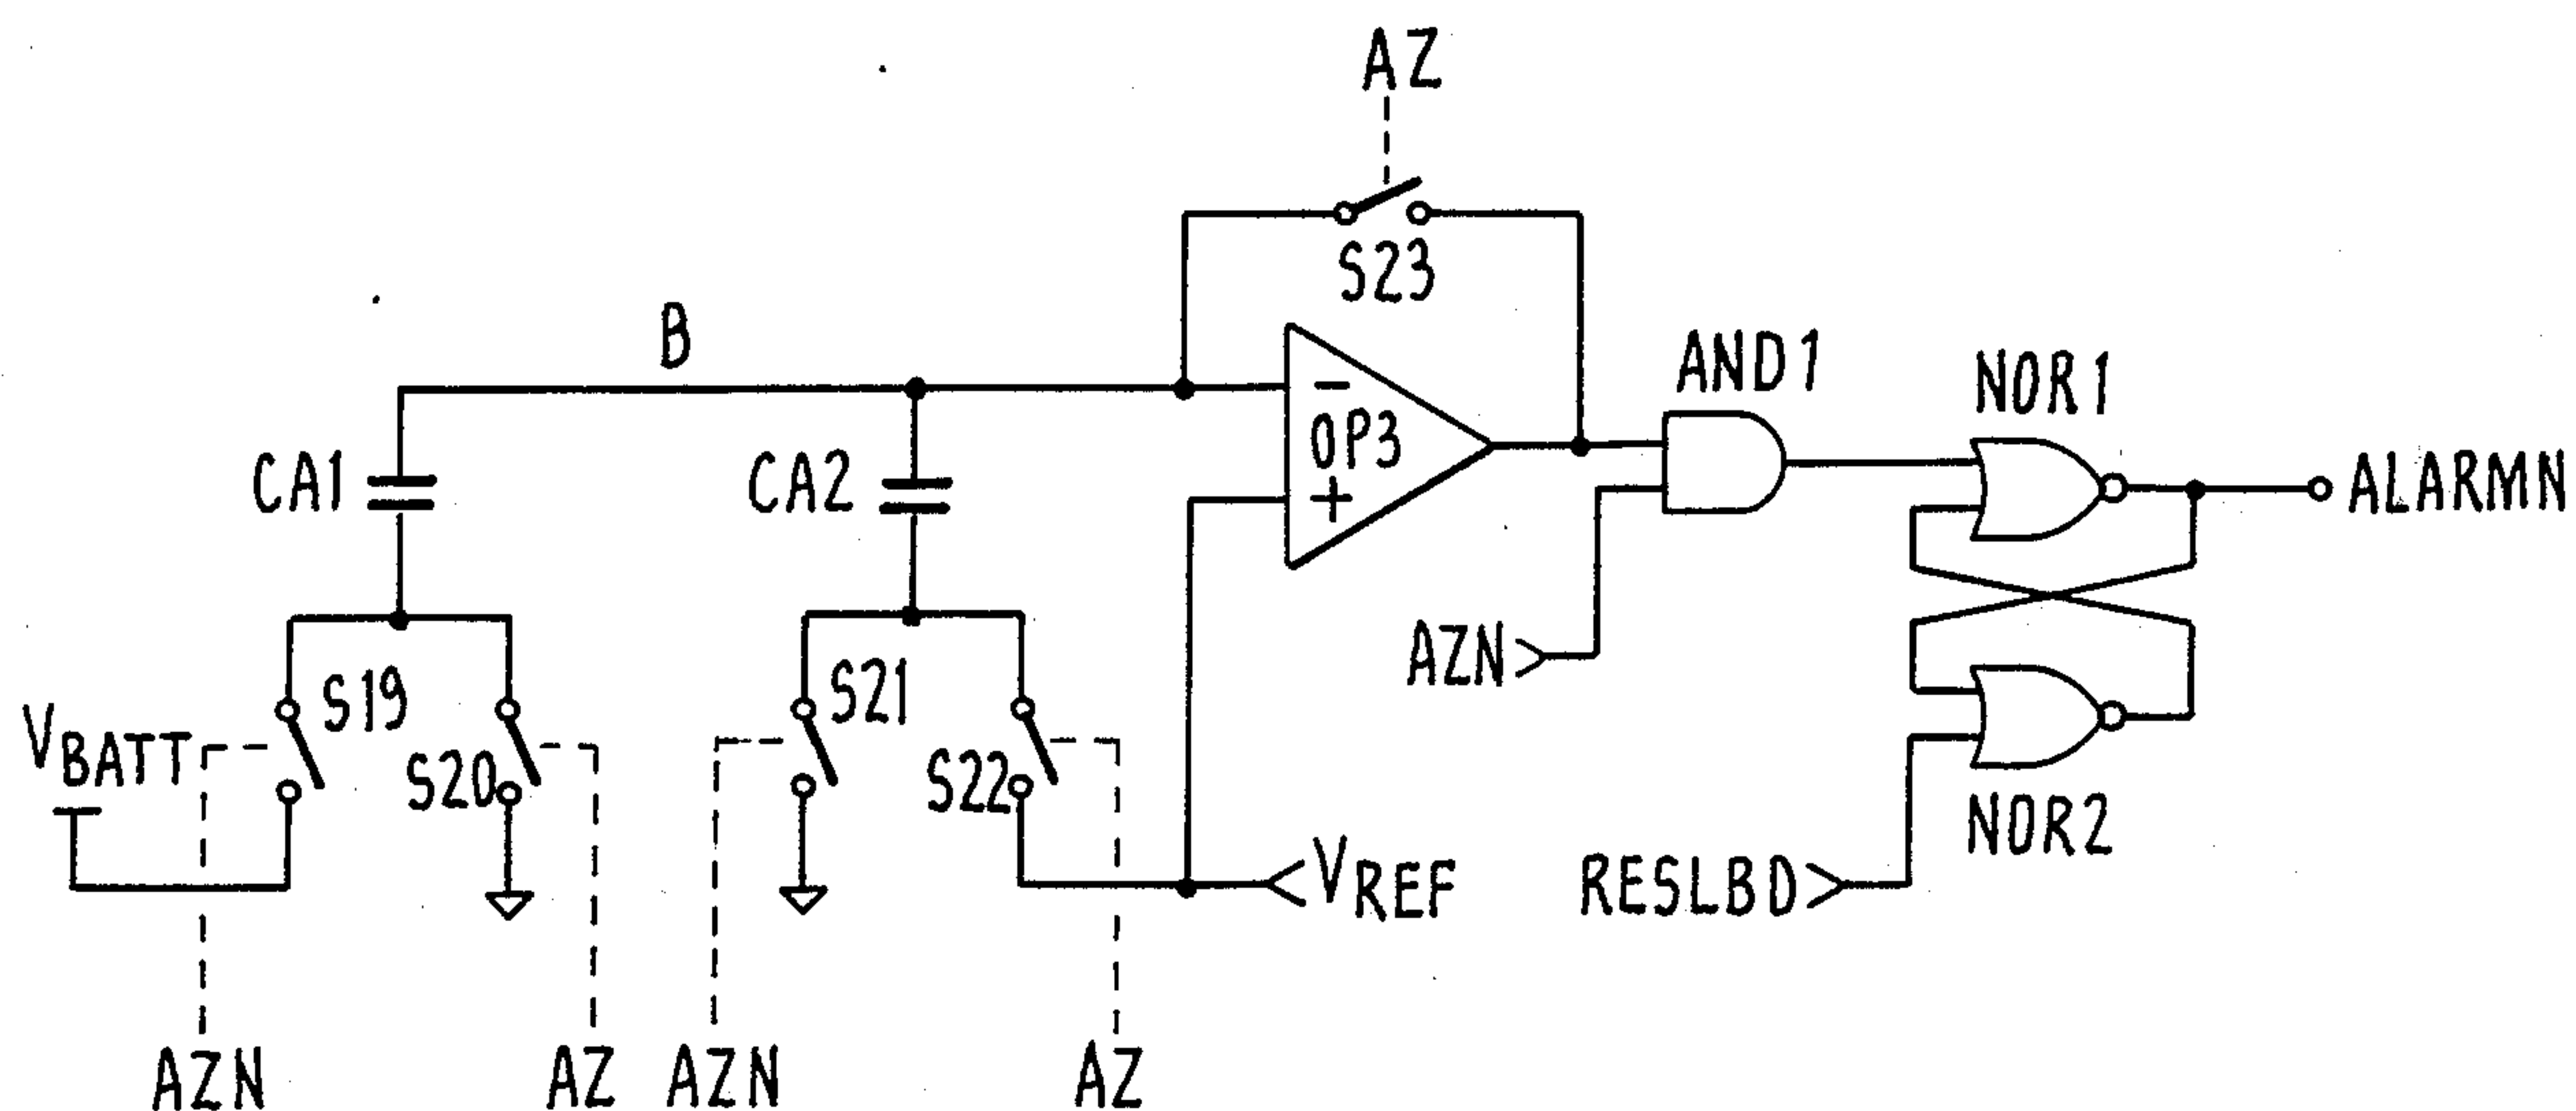 AZ
S23
B
AND1
NOR1
-
OP3
+
CA1
CA2
ALARMN
AZN
S19
S21
VBATT
S20
S22
NOR2
VREF
RESLBD
AZN
AZ
AZN
AZ